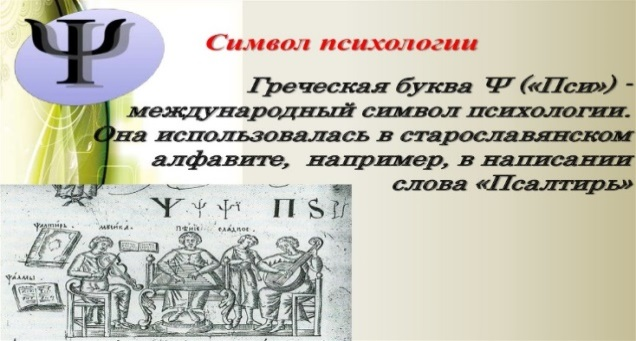 Ψ
Символ психологии
Греческая буква Ψ («Пси») -
международный символ психологии.
Она использовалась в старославянском
алфавите, например, в написании
слова «Псалтирь»
Ѱ Ѱ Ѱ Ѱ П S